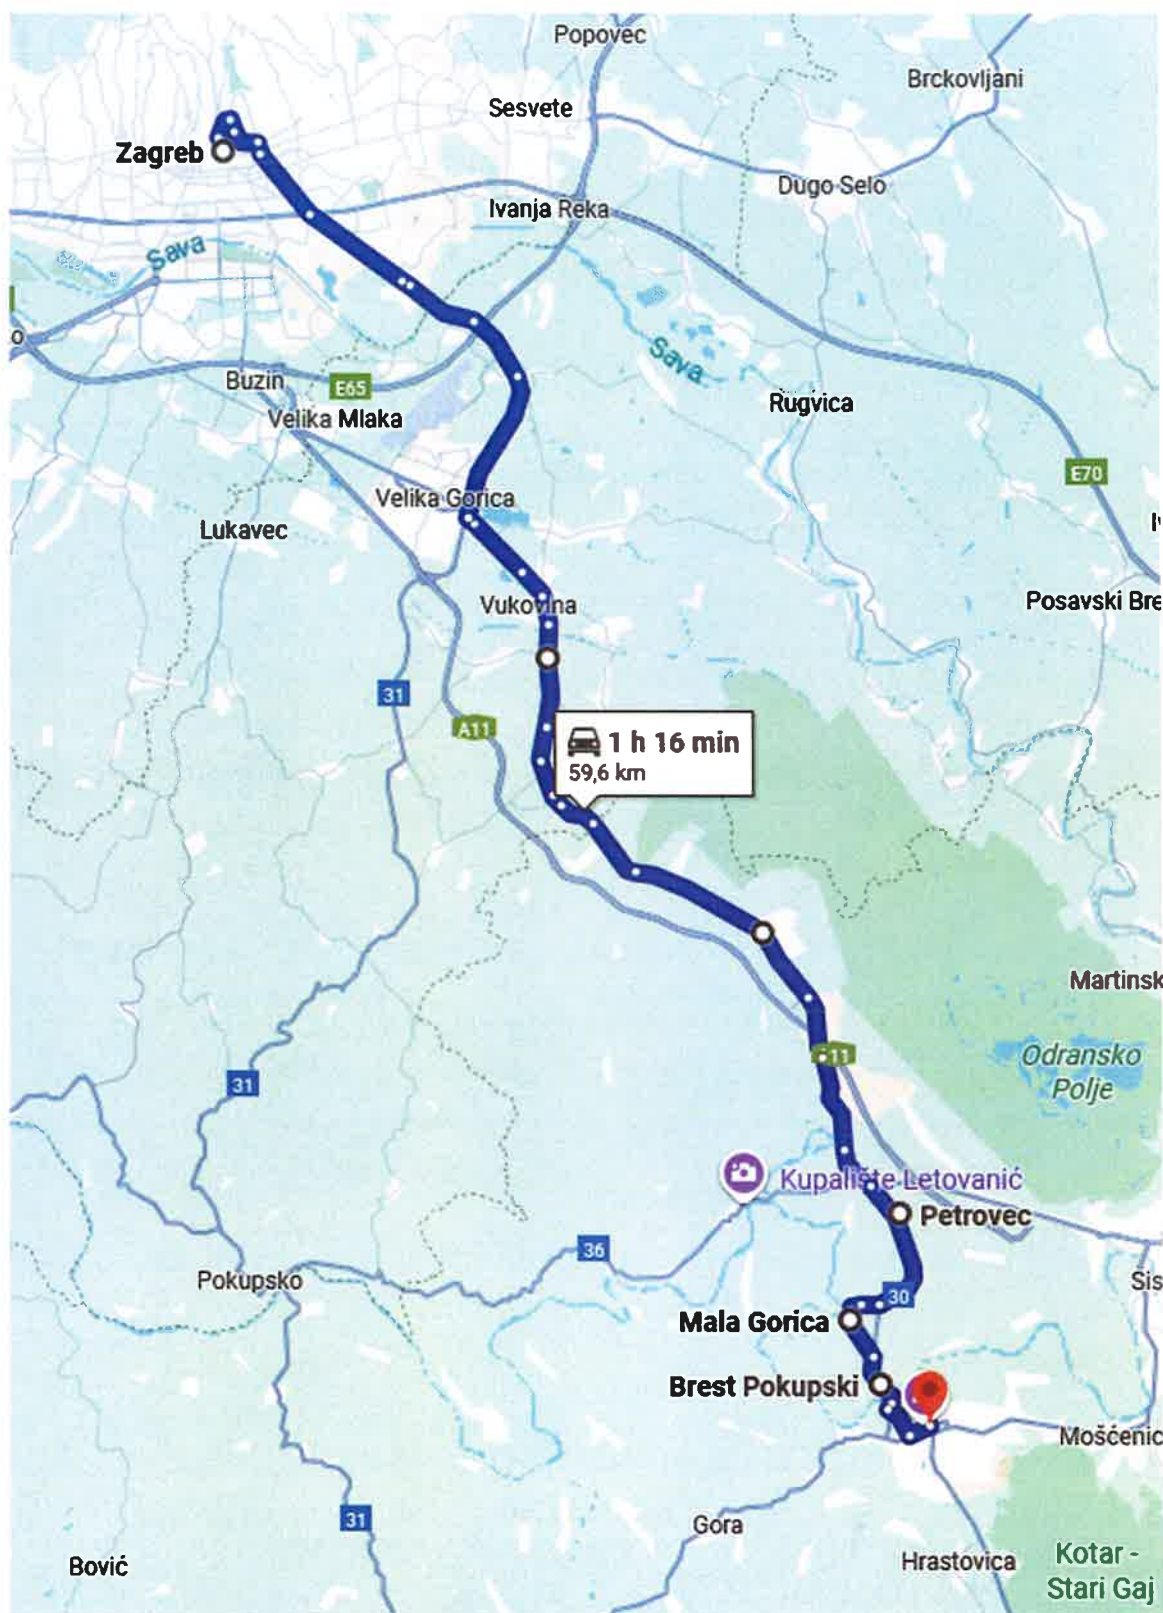 Popovec
Brckovljani
Sesvete
Zagreb
Dugo Selo
Ivanja Reka
Sava
o
Sava
Buzin
E65
Velika Mlaka
Rugvica
E70
Velika Gorica
Lukavec
Posavski Bre
Vukovina
31
A11
1 h 16 min
59,6 km
Martinsk
11
Odransko
Polje
31
Kupalište Letovanić
Petrovec
36
Pokupsko
30
Sis
Mala Gorica
Brest Pokupski
Mošćenic
31
Gora
Hrastovica
Kotar -
Stari Gaj
Bović